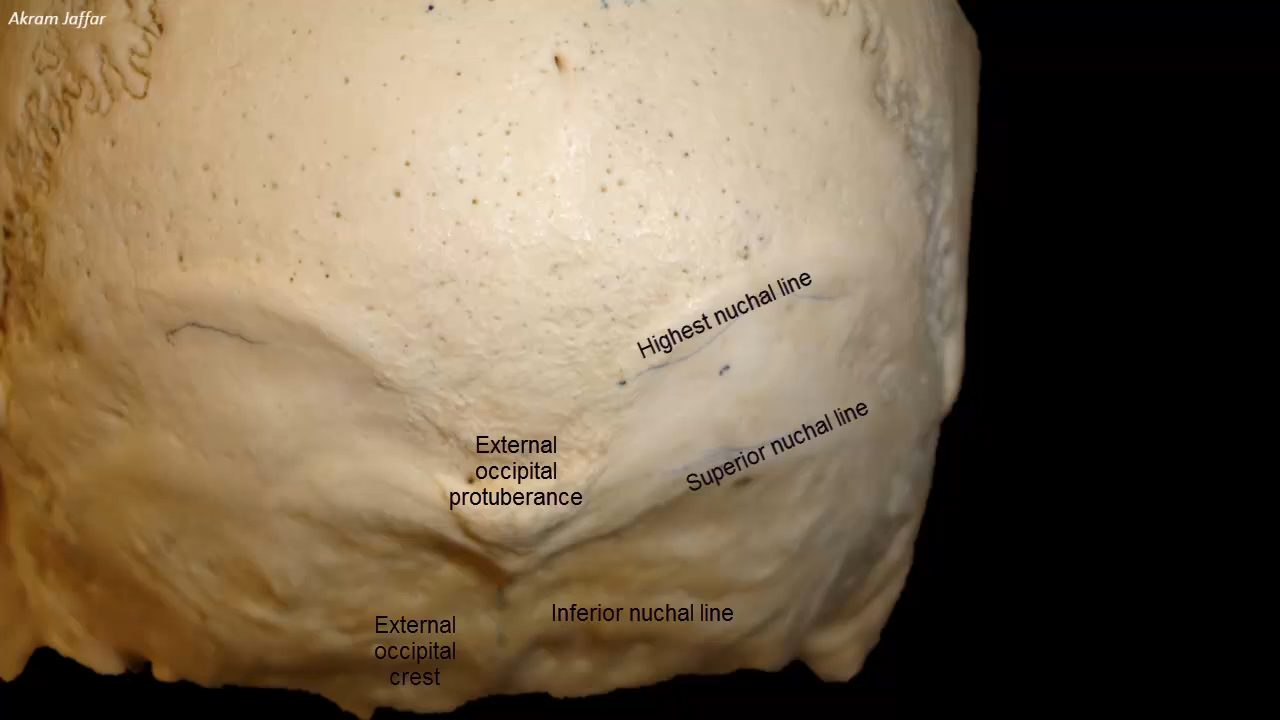 Akram Jaffar
Highest nuchal line
Superior nuchal line
External
occipital
protuberance
Inferior nuchal line
External
occipital
crest